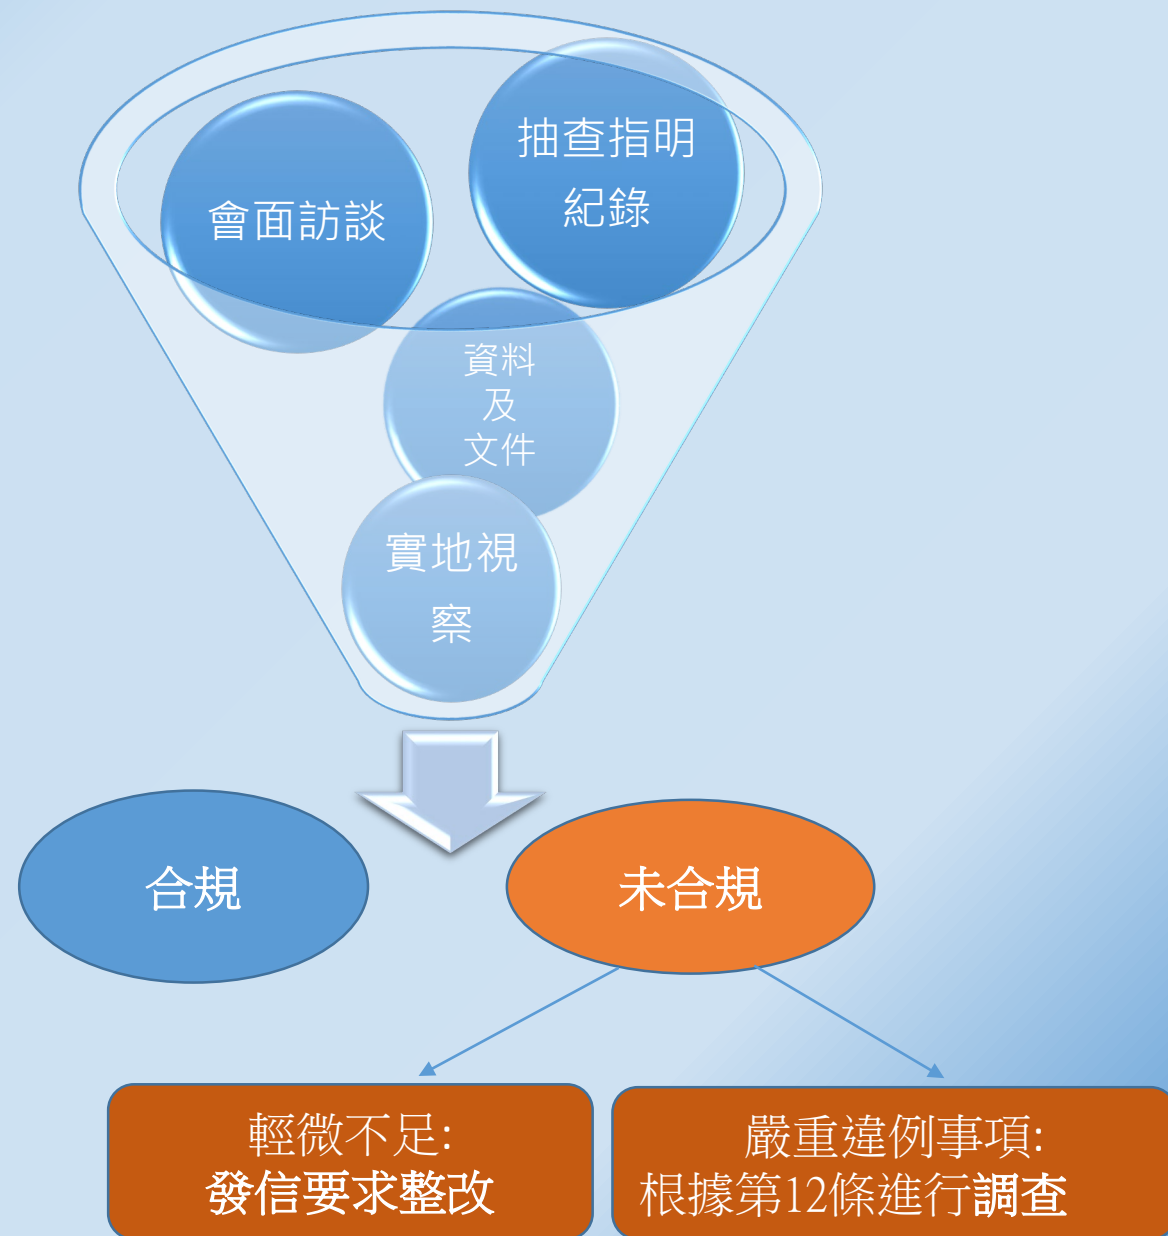 會面訪談
抽查指明
紀錄
資料
及
文件
實地視
察
合規
未合規
輕微不足:
發信要求整改
嚴重違例事項:
根據第12條進行調查